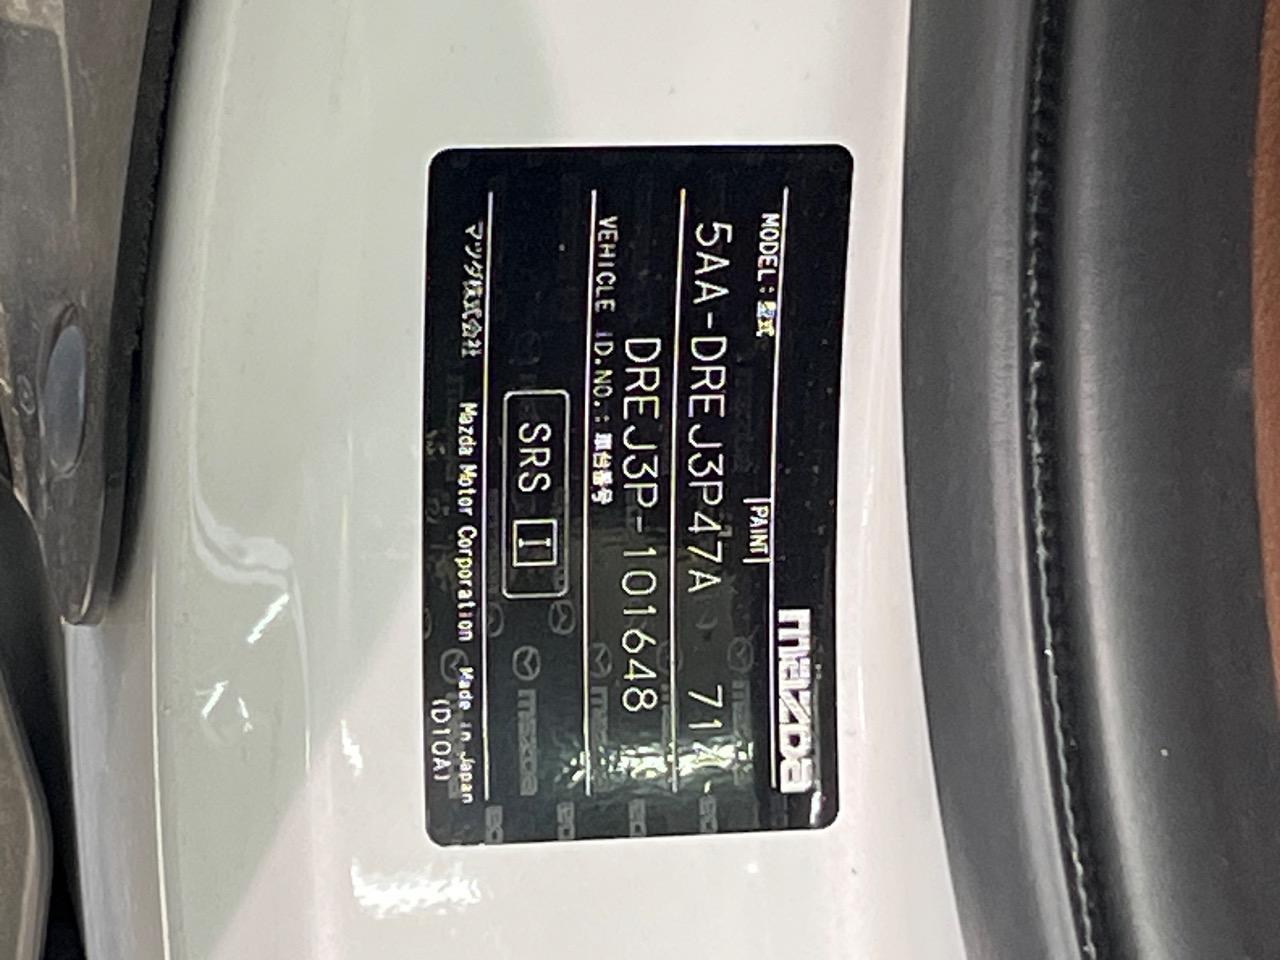 mazda
MODEL:型式
PAINT
5AA-DREJ3P47A
VEHICLE ID.NO.:車台番号
DREJ3P-101648
SRS I
マツダ株式会社 Mazda Motor Corporation Made in Japan
(D10A)